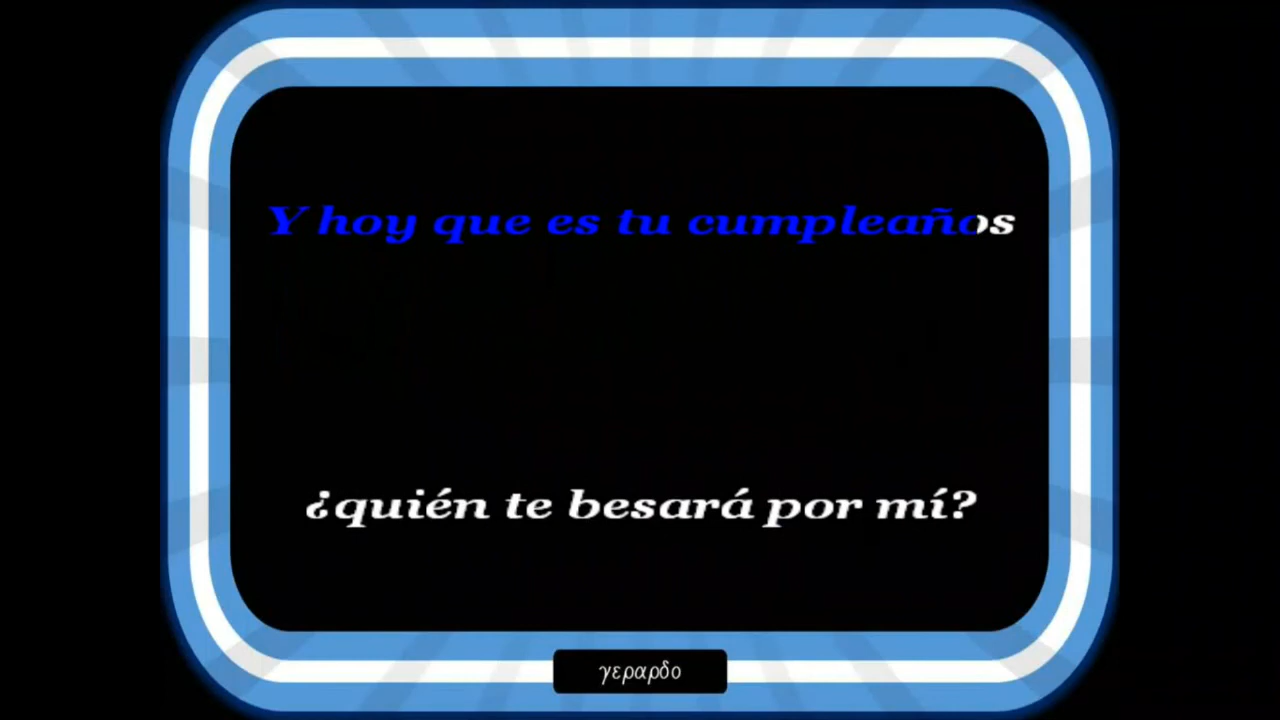 Y hoy que es tu cumpleaños
¿quién te besará por mí?
γεραρδο